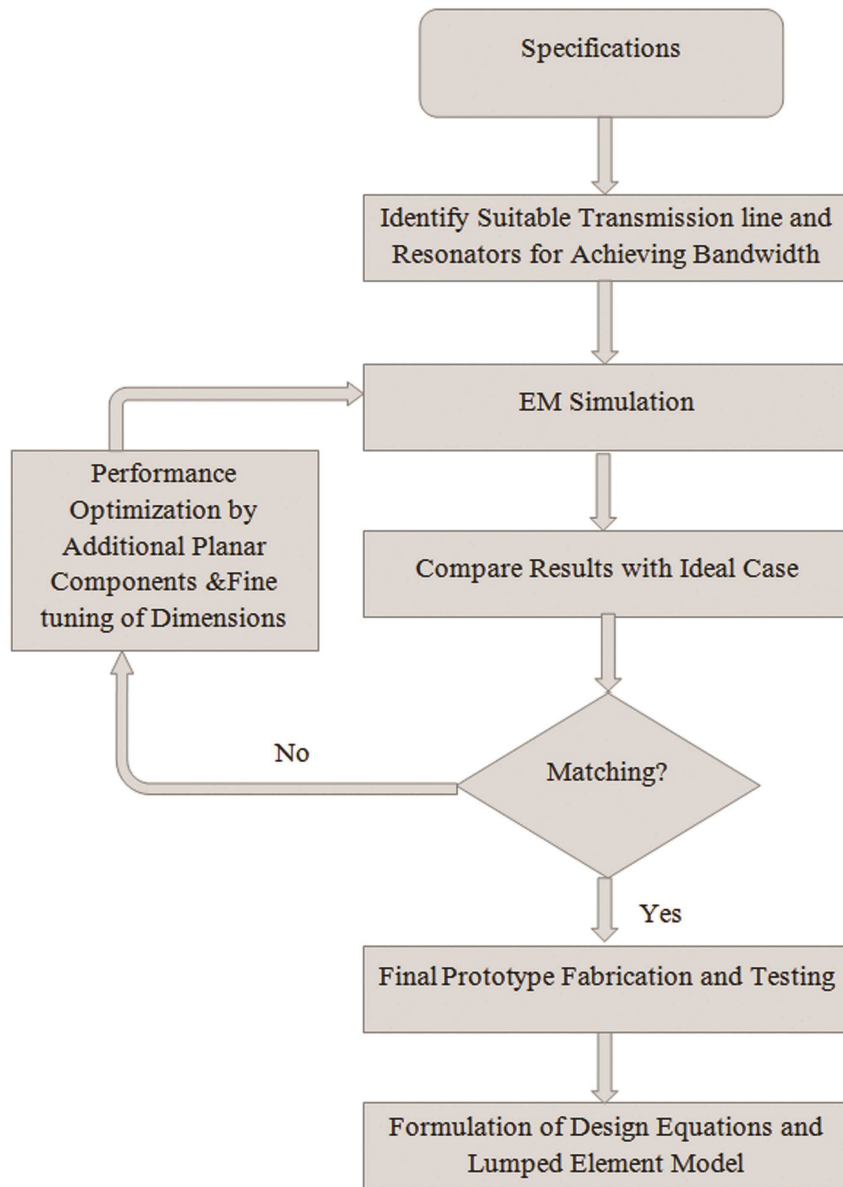 Specifications
Identify Suitable Transmission line and
Resonators for Achieving Bandwidth
EM Simulation
Performance
Optimization by
Additional Planar
Components &Fine
tuning of Dimensions
Compare Results with Ideal Case
Matching?
No
Yes
Final Prototype Fabrication and Testing
Formulation of Design Equations and
Lumped Element Model